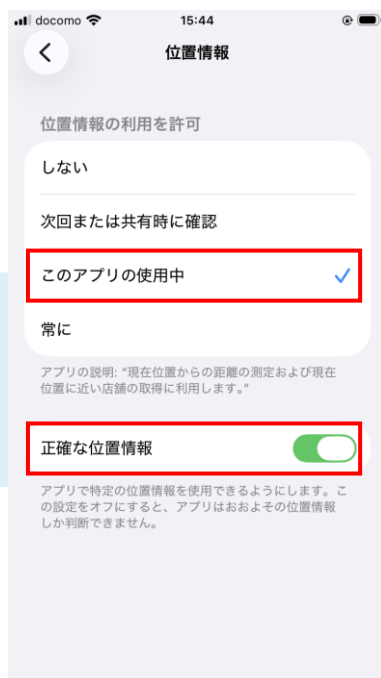 docomo 15:44
位置情報
位置情報の利用を許可
しない
次回または共有時に確認
このアプリの使用中
常に
アプリの説明: “現在位置からの距離の測定および現在
位置に近い店舗の取得に利用します。”
正確な位置情報
アプリで特定の位置情報を使用できるようにします。こ
の設定をオフにすると、アプリはおおよその位置情報
しか判断できません。